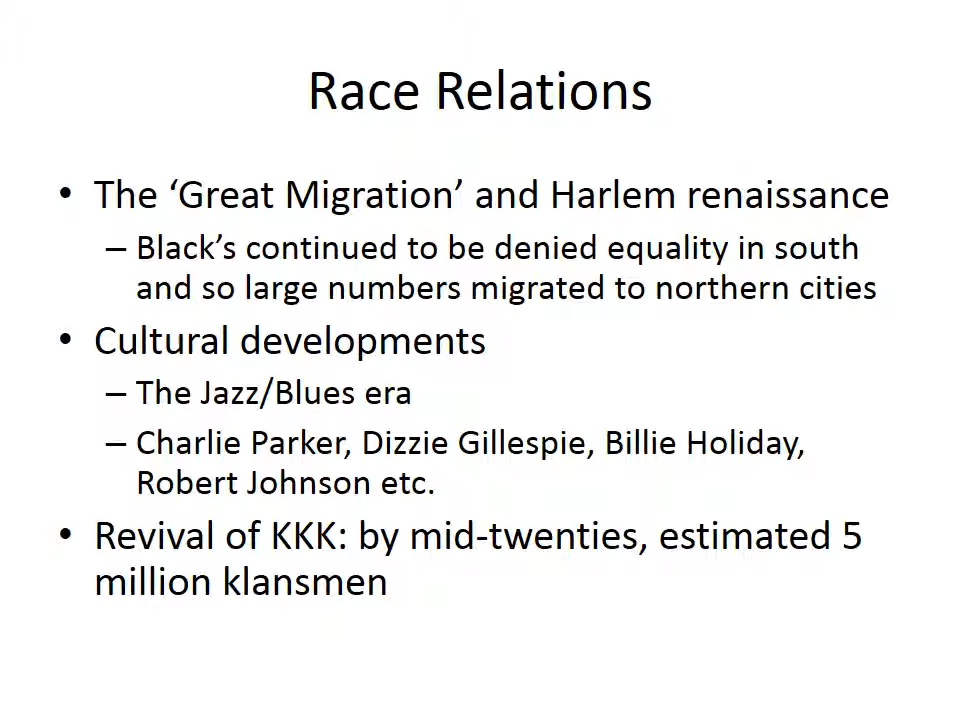 Race Relations
• The ‘Great Migration’ and Harlem renaissance
– Black’s continued to be denied equality in south
and so large numbers migrated to northern cities
• Cultural developments
– The Jazz/Blues era
– Charlie Parker, Dizzie Gillespie, Billie Holiday,
Robert Johnson etc.
• Revival of KKK: by mid-twenties, estimated 5
million klansmen